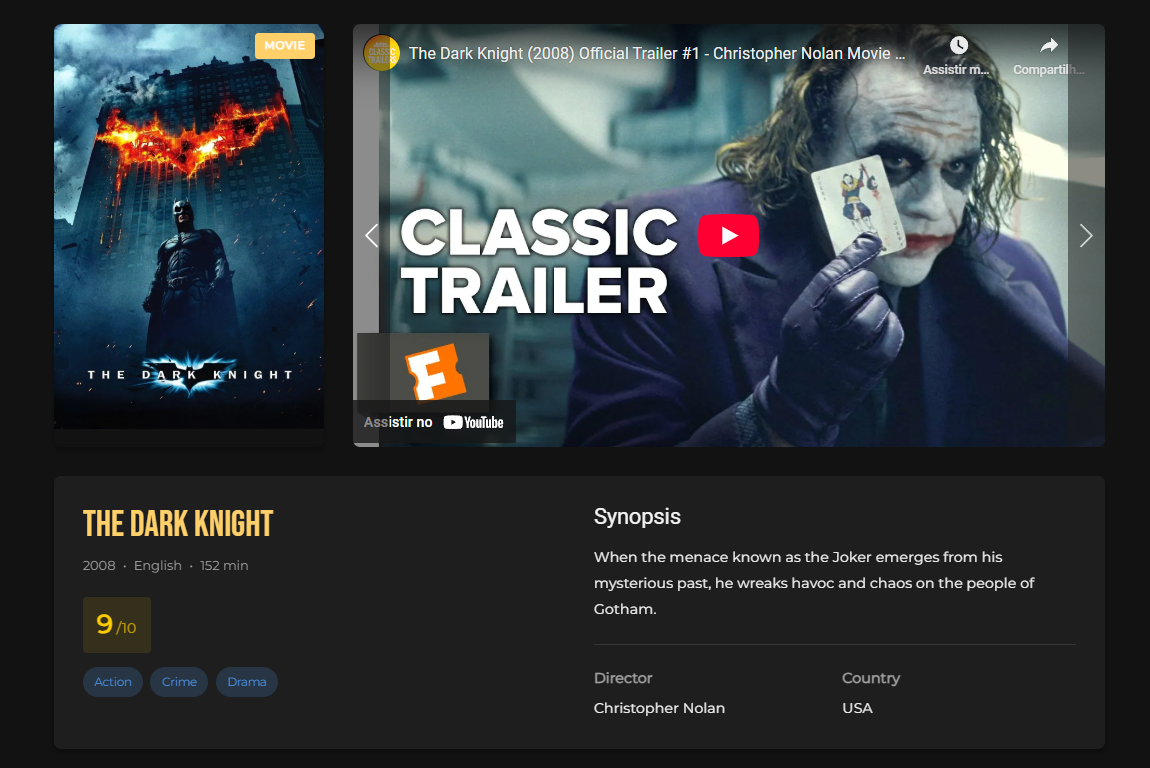 MOVIE
THE DARK KNIGHT
The Dark Knight (2008) Official Trailer #1 - Christopher Nolan Movie ...
Assistir m...
Compartilh...
CLASSIC
TRAILER
F
Assistir no YouTube
THE DARK KNIGHT
2008 • English • 152 min
9/10
Action Crime Drama
Synopsis
When the menace known as the Joker emerges from his
mysterious past, he wreaks havoc and chaos on the people of
Gotham.
Director Country
Christopher Nolan USA